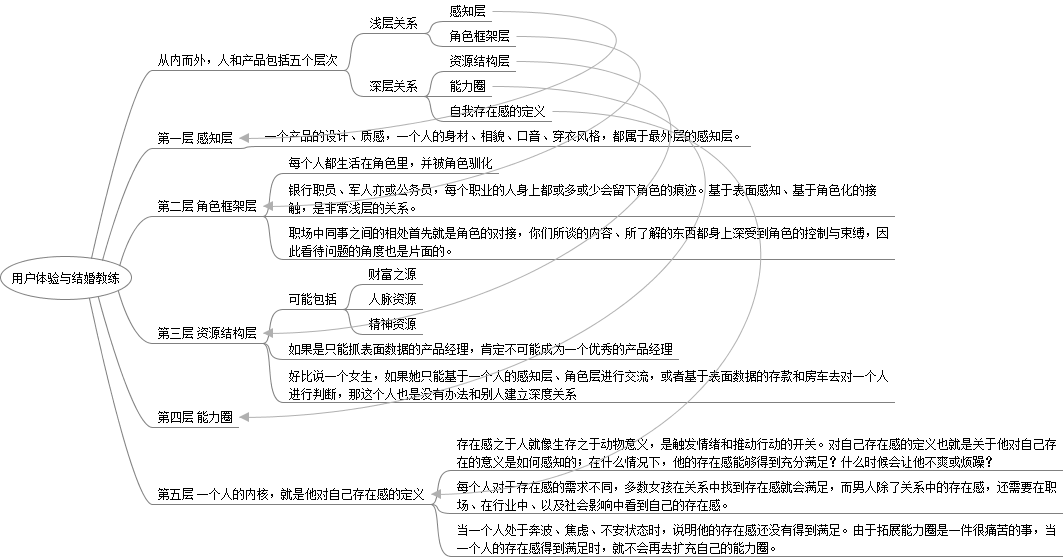 用户体验与结婚教练
从内而外，人和产品包括五个层次
浅层关系
感知层
角色框架层
深层关系
资源结构层
能力圈
自我存在感的定义
第一层 感知层
一个产品的设计、质感，一个人的身材、相貌、口音、穿衣风格，都属于最外层的感知层。
第二层 角色框架层
每个人都生活在角色里，并被角色驯化
银行职员、军人亦或公务员，每个职业的人身上都或多或少会留下角色的痕迹。基于表面感知、基于角色化的接
触，是非常浅层的关系。
职场中同事之间的相处首先就是角色的对接，你们所谈的内容、所了解的东西都身上深受到角色的控制与束缚，因
此看待问题的角度也是片面的。
第三层 资源结构层
可能包括
财富之源
人脉资源
精神资源
如果是只能抓表面数据的产品经理，肯定不可能成为一个优秀的产品经理
好比说一个女生，如果她只能基于一个人的感知层、角色层进行交流，或者基于表面数据的存款和房车去对一个人
进行判断，那这个人也是没有办法和别人建立深度关系
第四层 能力圈
第五层 一个人的内核，就是他对自己存在感的定义
存在感之于人就像生存之于动物意义，是触发情绪和推动行动的开关。对自己存在感的定义也就是关于他对自己存
在的意义是如何感知的；在什么情况下，他的存在感能够得到充分满足？什么时候会让他不爽或烦躁？
每个人对于存在感的需求不同，多数女孩在关系中找到存在感就会满足，而男人除了关系中的存在感，还需要在职
场、在行业中、以及社会影响中看到自己的存在感。
当一个人处于奔波、焦虑、不安状态时，说明他的存在感还没有得到满足。由于拓展能力圈是一件很痛苦的事，当
一个人的存在感得到满足时，就不会再去扩充自己的能力圈。